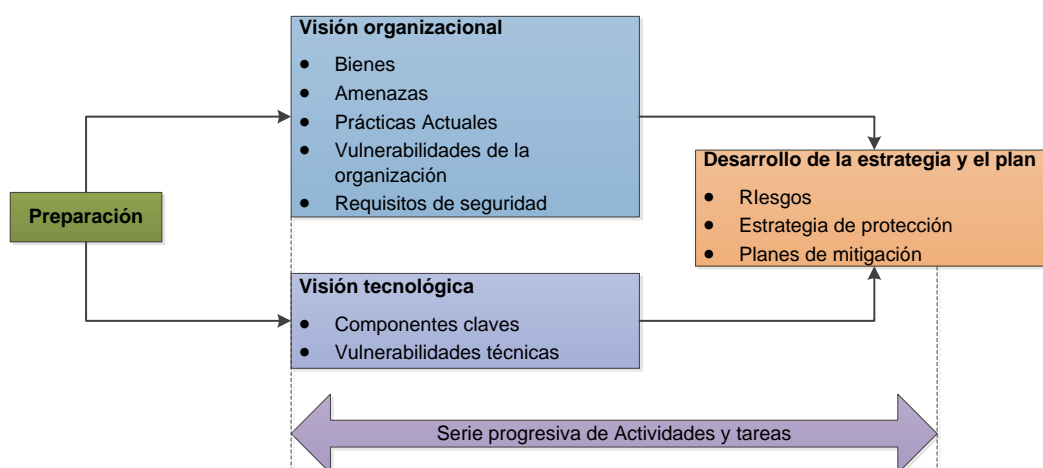 Visión organizacional
● Bienes
● Amenazas
● Prácticas Actuales
● Vulnerabilidades de la
organización
● Requisitos de seguridad
Preparación
Desarrollo de la estrategia y el plan
● RIesgos
● Estrategia de protección
● Planes de mitigación
Visión tecnológica
● Componentes claves
● Vulnerabilidades técnicas
Serie progresiva de Actividades y tareas